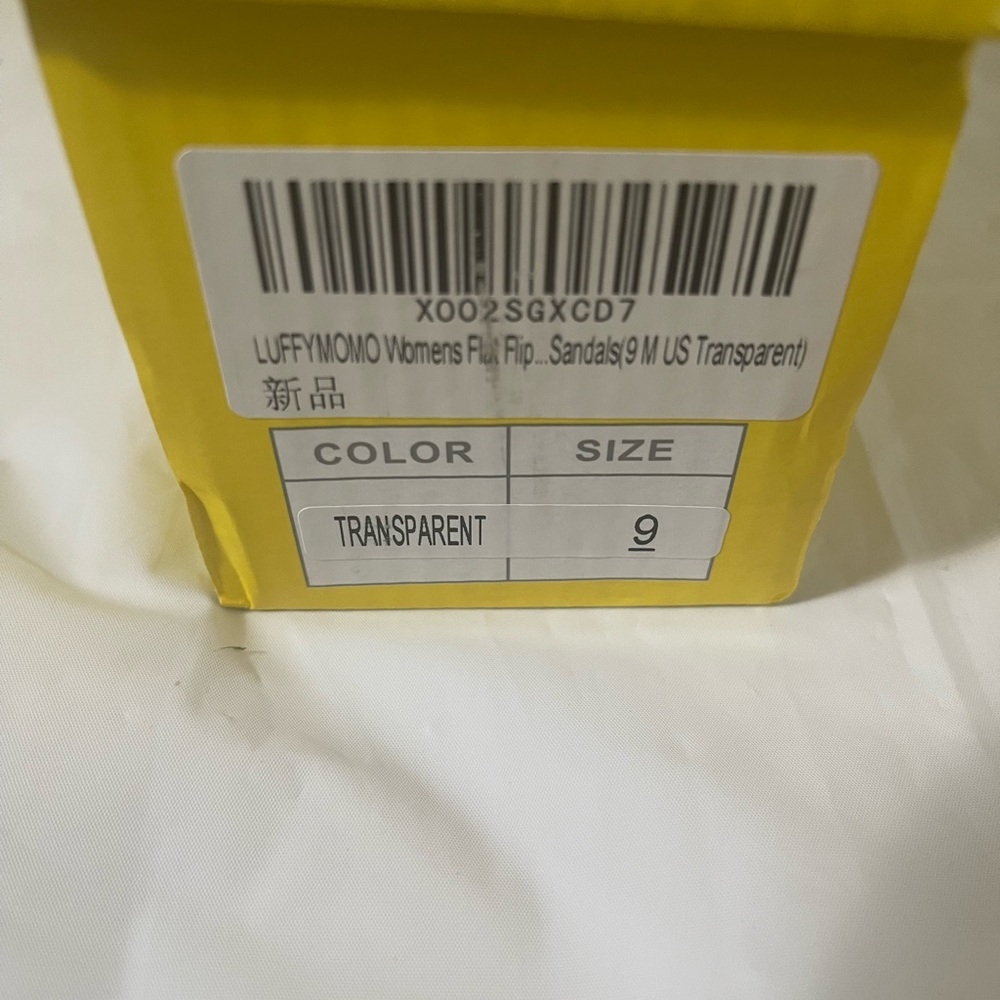 X002SGXCD7
LUFFYMOMO Womens Flat Flip...Sandals(9 M US Transparent)
新品
COLOR SIZE
TRANSPARENT 9